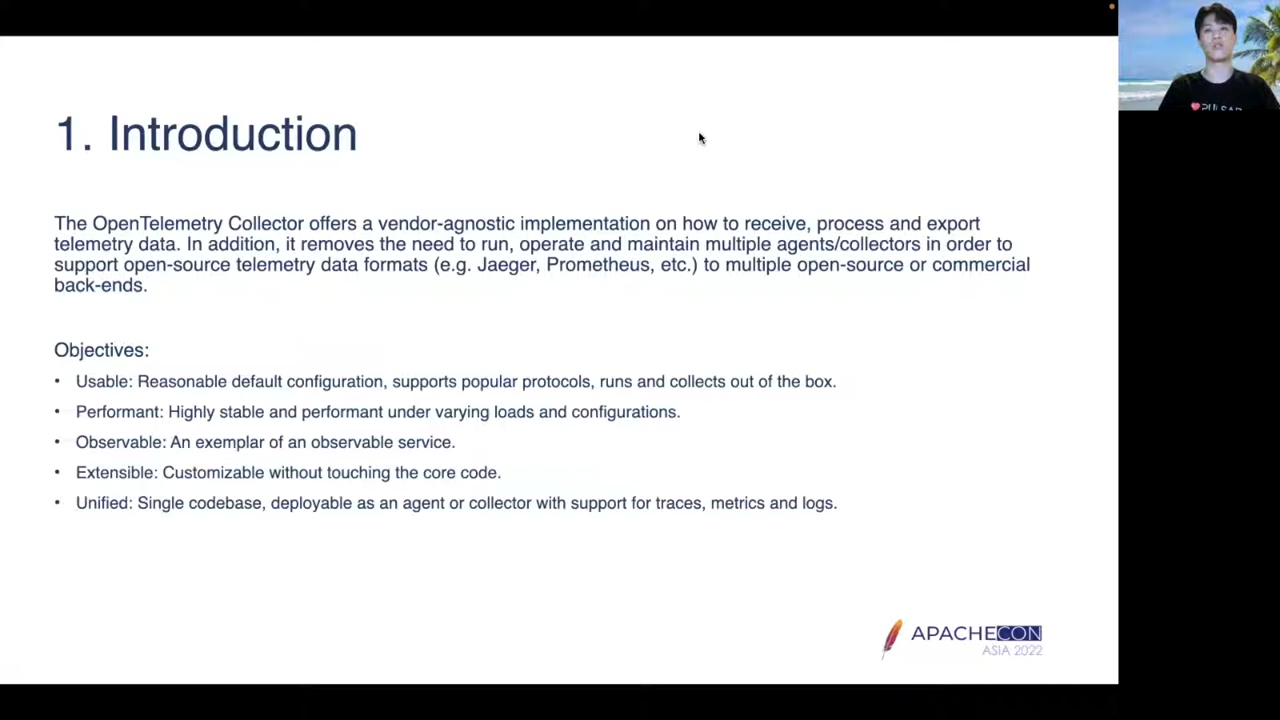 1. Introduction
The OpenTelemetry Collector offers a vendor-agnostic implementation on how to receive, process and export
telemetry data. In addition, it removes the need to run, operate and maintain multiple agents/collectors in order to
support open-source telemetry data formats (e.g. Jaeger, Prometheus, etc.) to multiple open-source or commercial
back-ends.
Objectives:
• Usable: Reasonable default configuration, supports popular protocols, runs and collects out of the box.
• Performant: Highly stable and performant under varying loads and configurations.
• Observable: An exemplar of an observable service.
• Extensible: Customizable without touching the core code.
• Unified: Single codebase, deployable as an agent or collector with support for traces, metrics and logs.
APACHECON
ASIA 2022
PULSAR